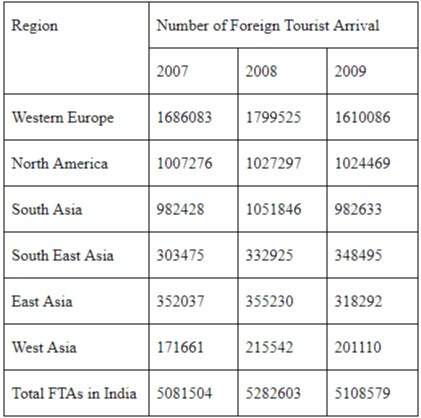 Region Number of Foreign Tourist Arrival
2007 2008 2009
Western Europe 1686083 1799525 1610086
North America 1007276 1027297 1024469
South Asia 982428 1051846 982633
South East Asia 303475 332925 348495
East Asia 352037 355230 318292
West Asia 171661 215542 201110
Total FTAs in India 5081504 5282603 5108579